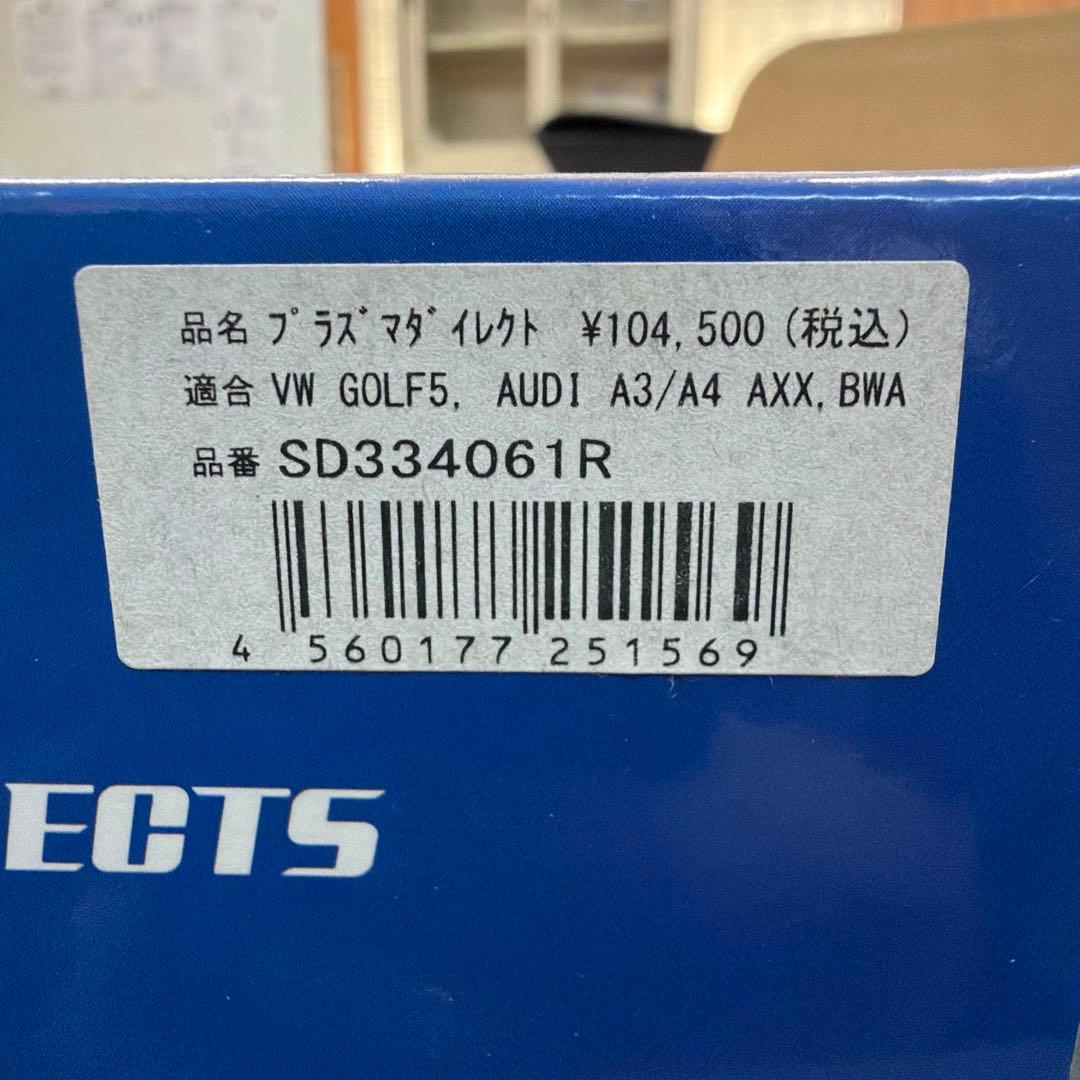 品名 ﾌﾟﾗｽﾞﾏﾀﾞｲﾚｸﾄ ¥104,500(税込)
適合 VW GOLF5, AUDI A3/A4 AXX,BWA
品番 SD334061R
4 560177 251569
ECTS